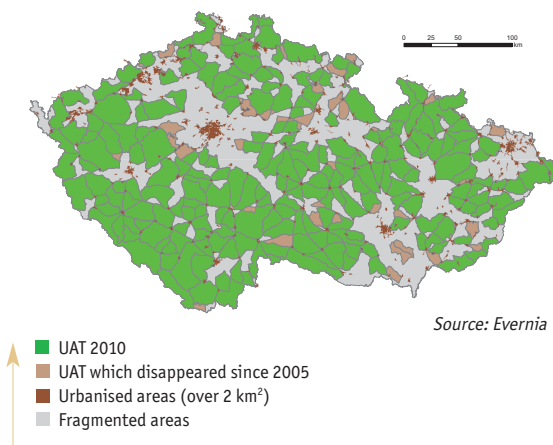 0 25 50 100
km
Source: Evernia
UAT 2010
UAT which disappeared since 2005
Urbanised areas (over 2 km²)
Fragmented areas